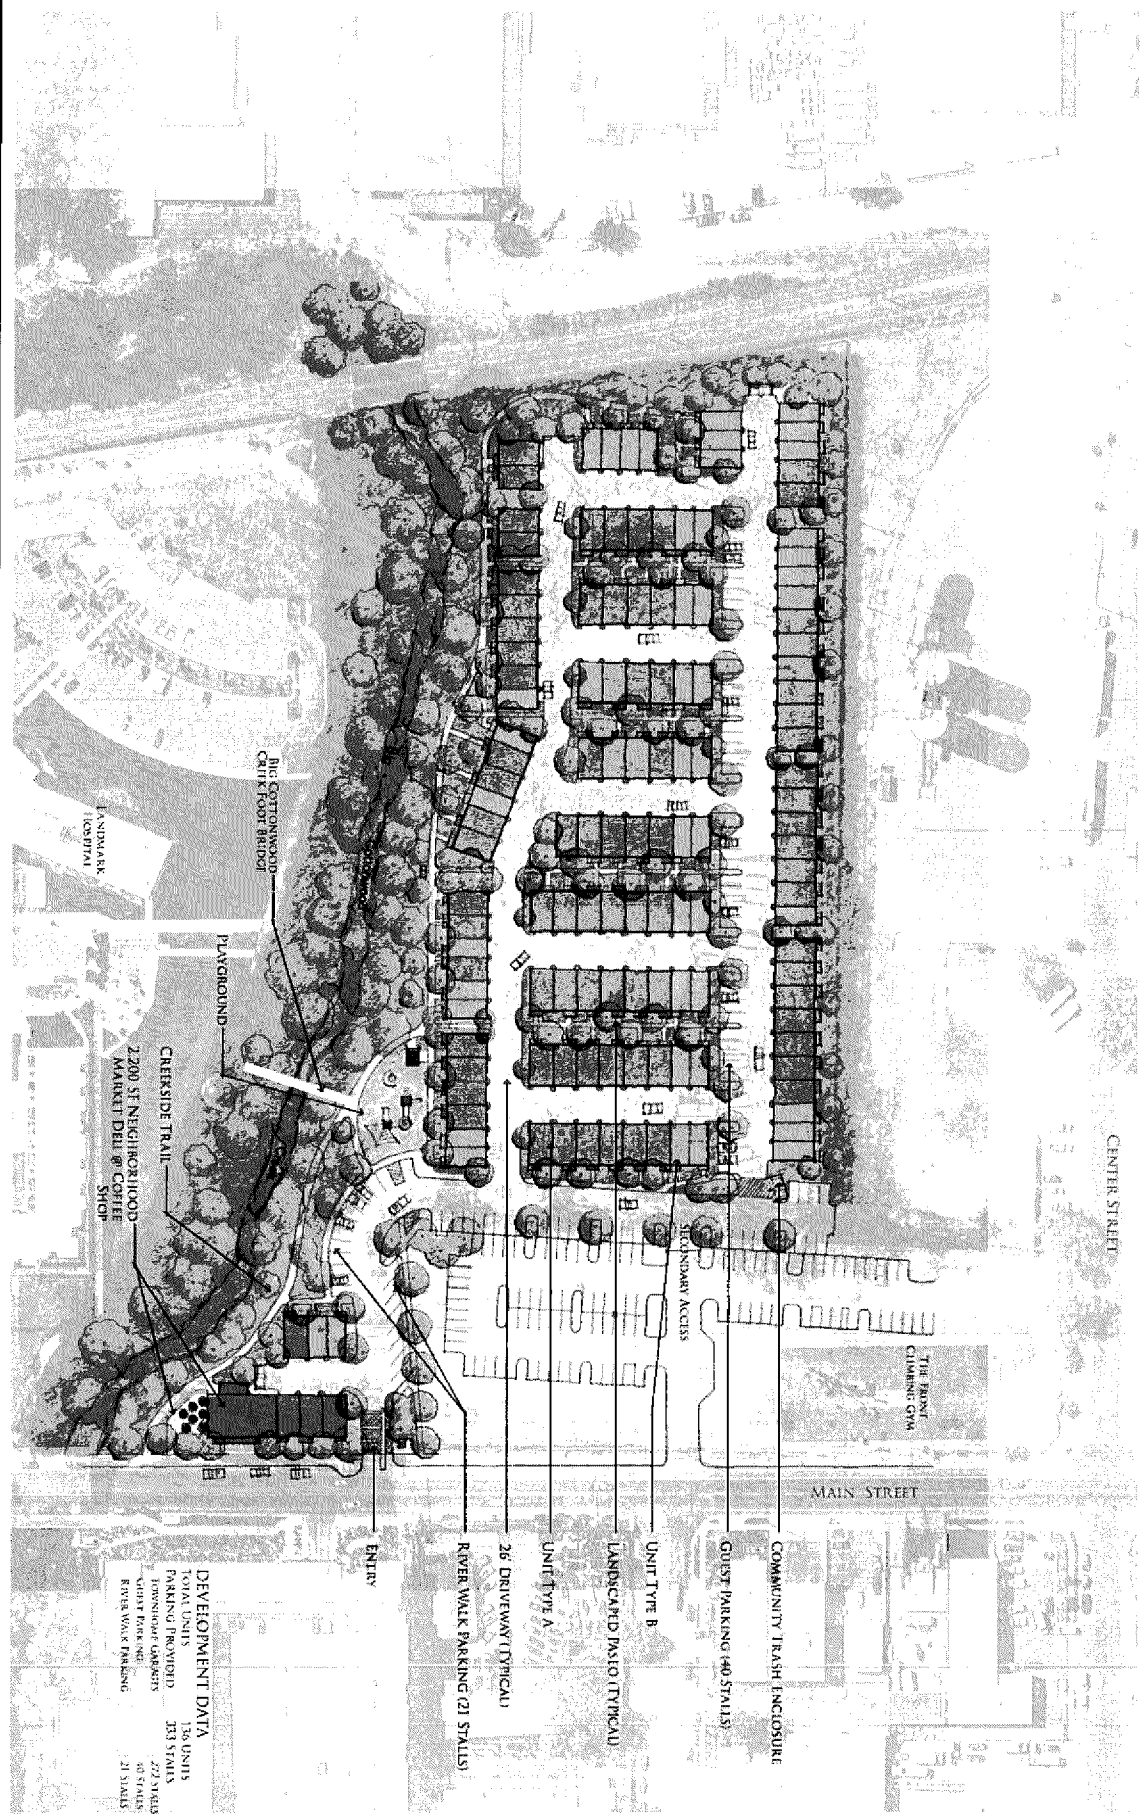 CENTER STREET
THE FRONT
CLIMBING GYM
MAIN STREET
SECONDARY ACCESS
COMMUNITY TRASH ENCLOSURE
GUEST PARKING (40 STALLS)
UNIT TYPE B
LANDSCAPED PASEO (TYPICAL)
UNIT TYPE A
26' DRIVEWAY (TYPICAL)
RIVER WALK PARKING (21 STALLS)
ENTRY
BIG COTTONWOOD
CREEK FOOT BRIDGE
LANDMARK
HOSPITAL
PLAYGROUND
CREEKSIDE TRAIL
2,200 SF NEIGHBORHOOD
MARKET DELI @ COFFEE
SHOP
DEVELOPMENT DATA
TOTAL UNITS 136 UNITS
PARKING PROVIDED 333 STALLS
TOWNHOME GARAGES 272 STALLS
GUEST PARKING 40 STALLS
RIVER WALK PARKING 21 STALLS